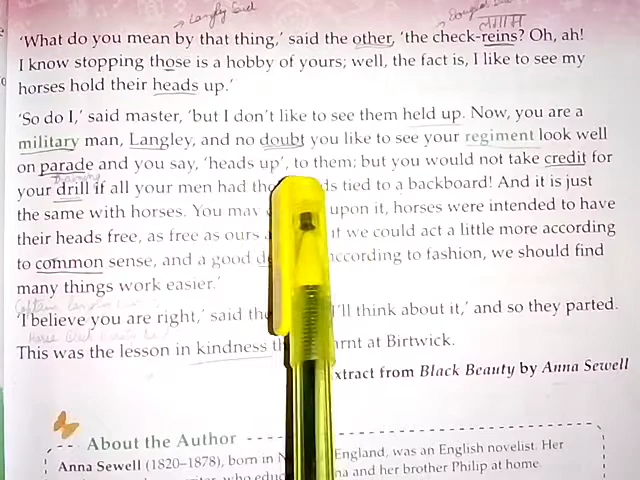 Langley said
लगाम
'What do you mean by that thing,' said the other, 'the check-reins? Oh, ah!
I know stopping those is a hobby of yours; well, the fact is, I like to see my
horses hold their heads up.'
'So do I,' said master, 'but I don't like to see them held up. Now, you are a
military man, Langley, and no doubt you like to see your regiment look well
on parade and you say, 'heads up', to them; but you would not take credit for
training
your drill if all your men had tied to a backboard! And it is just
the same with horses. You may upon it, horses were intended to have
their heads free, as free as ours we could act a little more according
to common sense, and a good according to fashion, we should find
many things work easier.'
'I believe you are right,' said I'll think about it,' and so they parted.
This was the lesson in kindness at Birtwick.
extract from Black Beauty by Anna Sewell
About the Author
Anna Sewell (1820–1878), born in England, was an English novelist. Her
and her brother Philip at home.